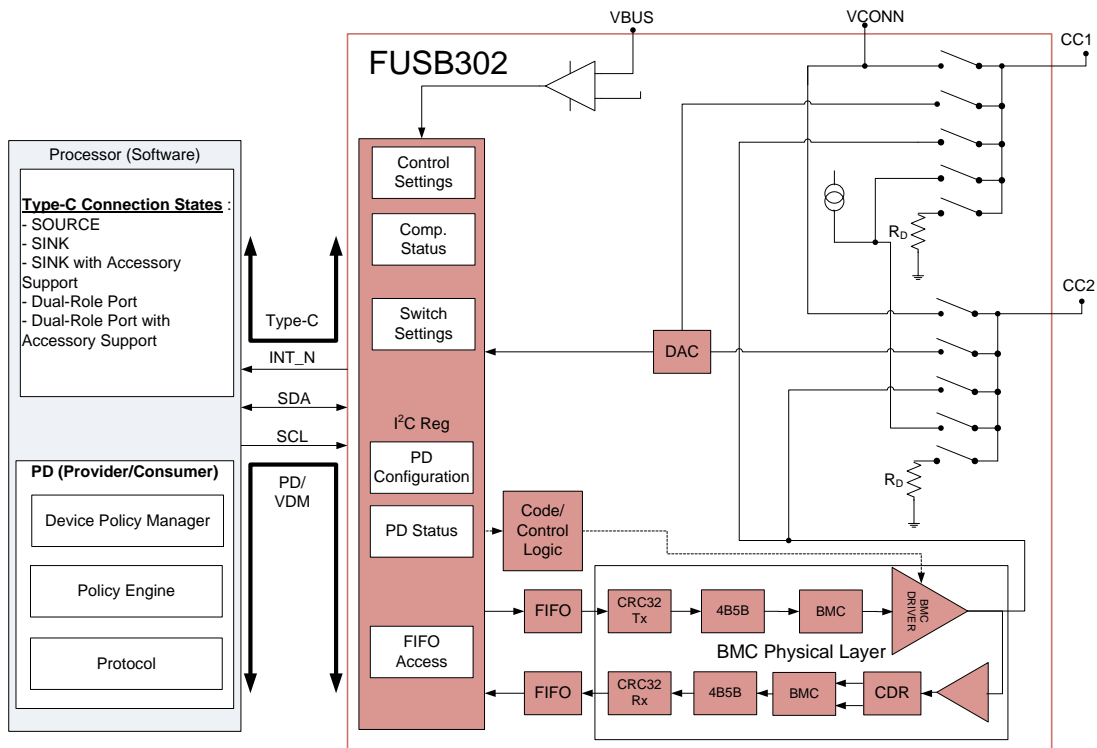 VBUS
VCONN
CC1
FUSB302
Processor (Software)
Type-C Connection States :
- SOURCE
- SINK
- SINK with Accessory
Support
- Dual-Role Port
- Dual-Role Port with
Accessory Support
Type-C
INT_N
SDA
SCL
PD (Provider/Consumer)
Device Policy Manager
Policy Engine
Protocol
PD/
VDM
Control
Settings
Comp.
Status
Switch
Settings
I²C Reg
PD
Configuration
PD Status
FIFO
Access
RD
CC2
DAC
RD
Code/
Control
Logic
FIFO
CRC32
Tx
4B5B
BMC
BMC
DRIVER
BMC Physical Layer
FIFO
CRC32
Rx
4B5B
BMC
CDR